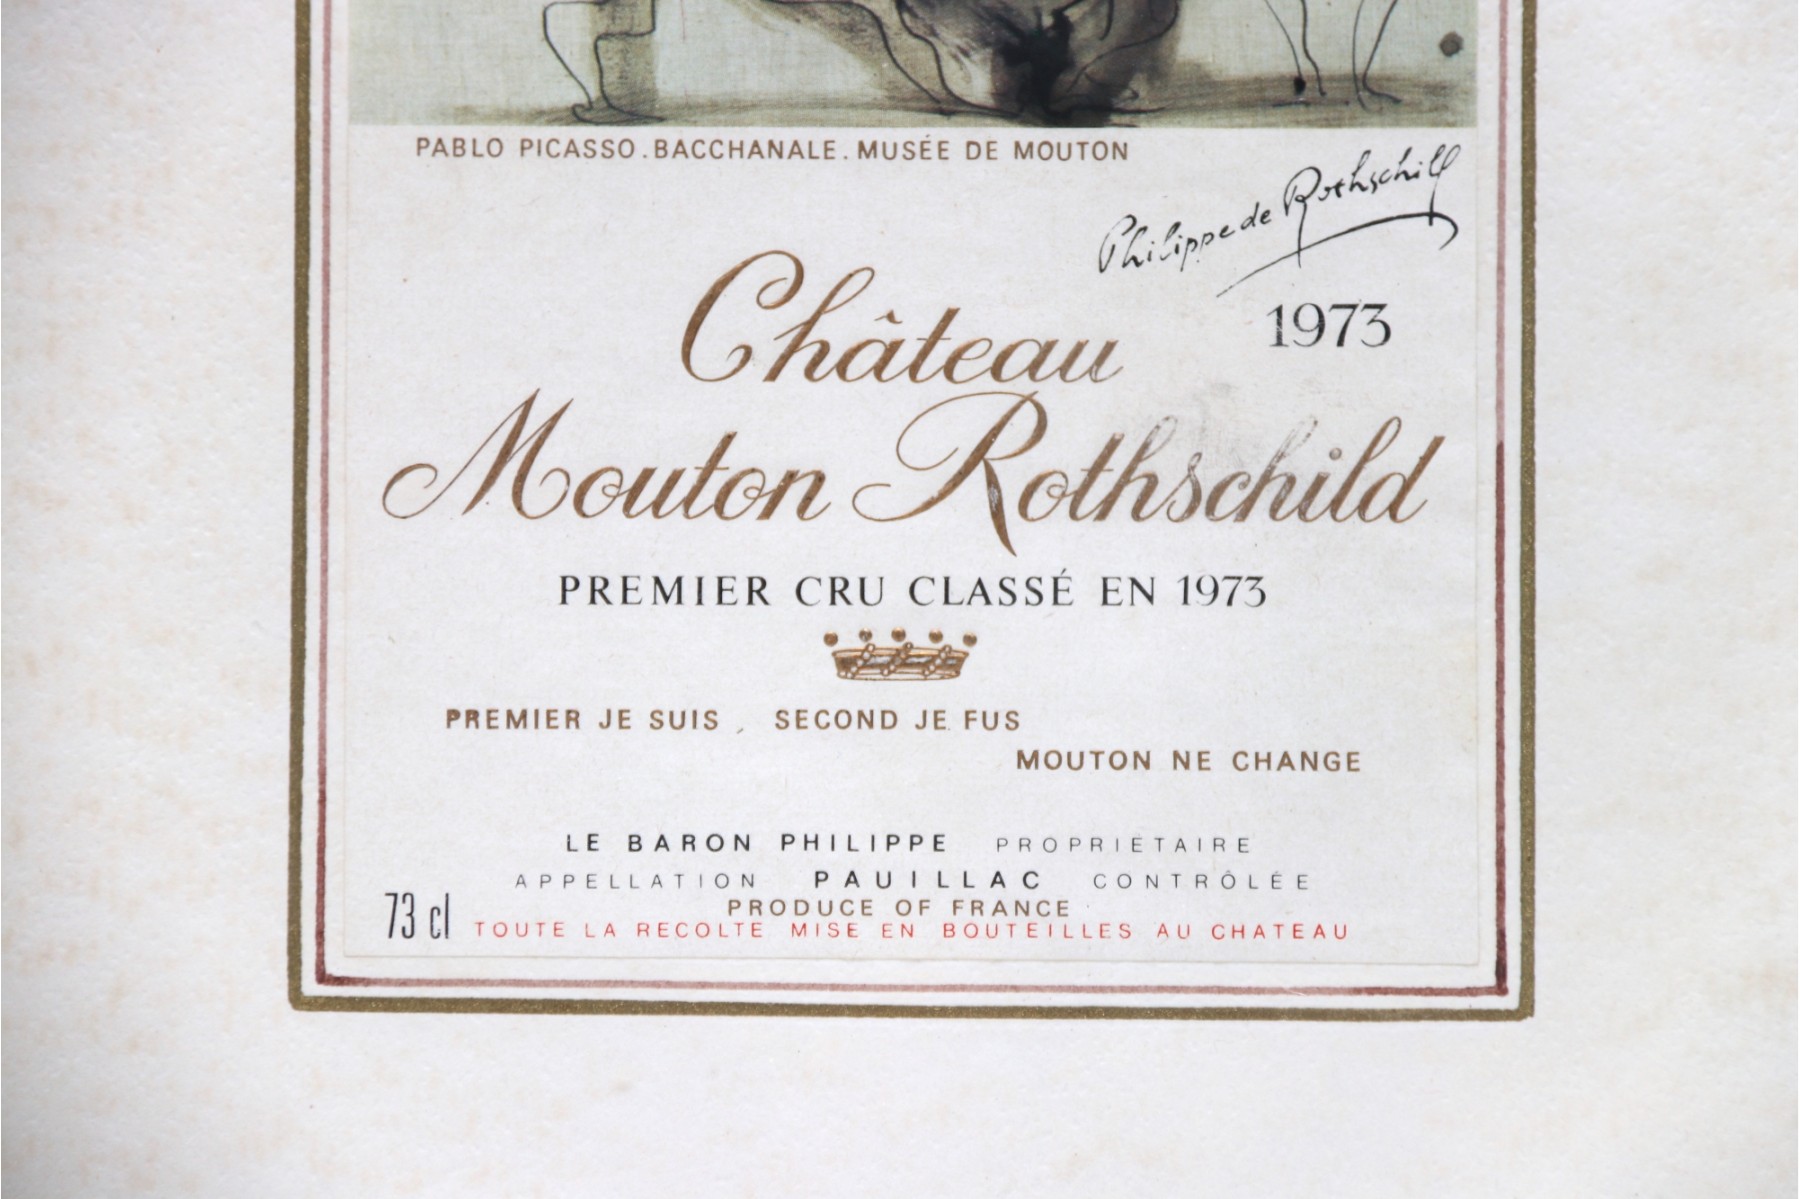 PABLO PICASSO. BACCHANALE. MUSÉE DE MOUTON
Philippe de Rothschild
1973
Château
Mouton Rothschild
PREMIER CRU CLASSÉ EN 1973
PREMIER JE SUIS, SECOND JE FUS
MOUTON NE CHANGE
LE BARON PHILIPPE PROPRIÉTAIRE
APPELLATION PAUILLAC CONTRÔLÉE
PRODUCE OF FRANCE
73 cl TOUTE LA RECOLTE MISE EN BOUTEILLES AU CHATEAU